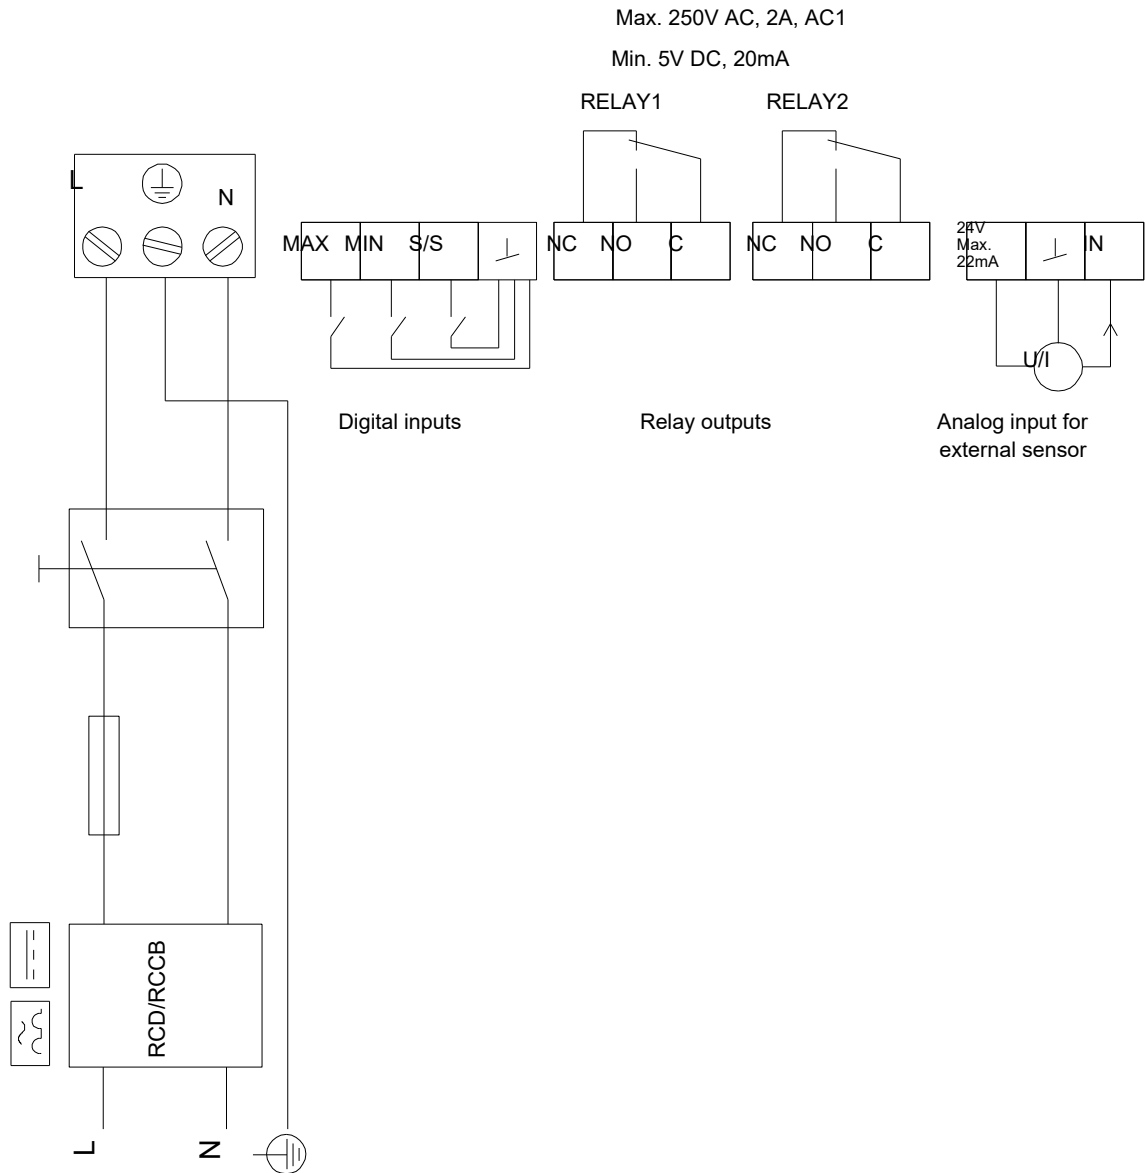 Max. 250V AC, 2A, AC1
Min. 5V DC, 20mA
RELAY1 RELAY2
L
N
MAX MIN S/S NC NO C NC NO C IN
24V
Max.
22mA
U/I
Digital inputs Relay outputs Analog input for
external sensor
RCD/RCCB
L N